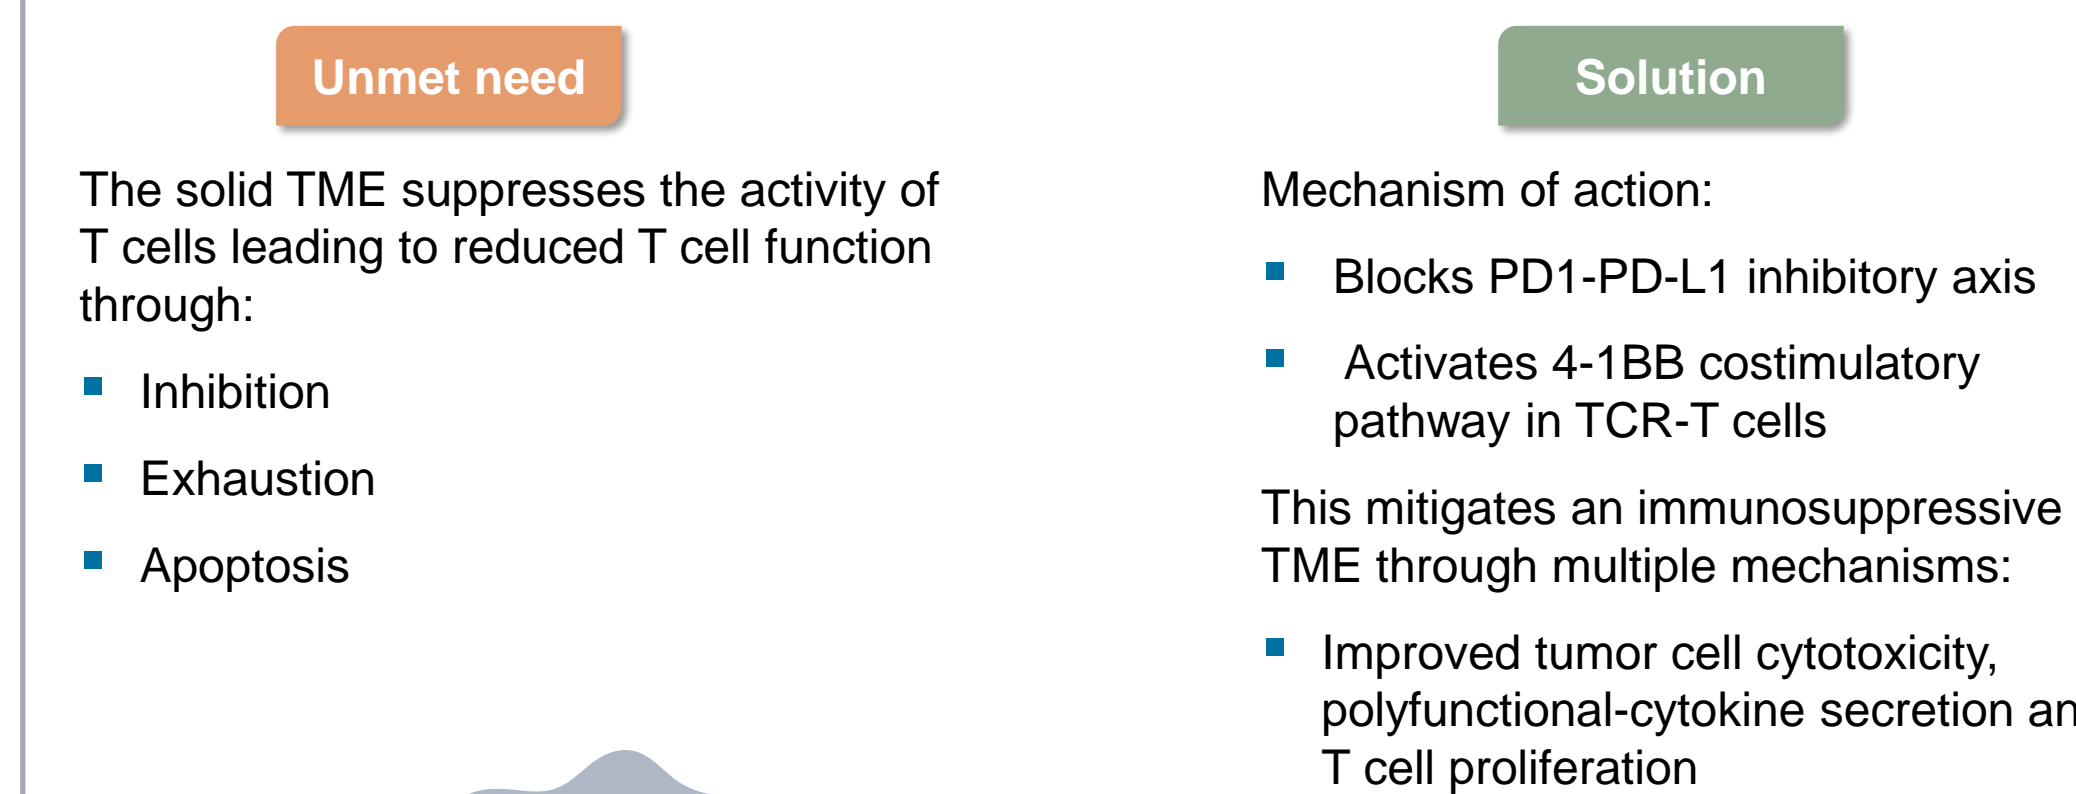 Unmet need
The solid TME suppresses the activity of
T cells leading to reduced T cell function
through:
Inhibition
Exhaustion
Apoptosis
Solution
Mechanism of action:
Blocks PD1-PD-L1 inhibitory axis
Activates 4-1BB costimulatory
pathway in TCR-T cells
This mitigates an immunosuppressive
TME through multiple mechanisms:
Improved tumor cell cytotoxicity,
polyfunctional-cytokine secretion
T cell proliferation